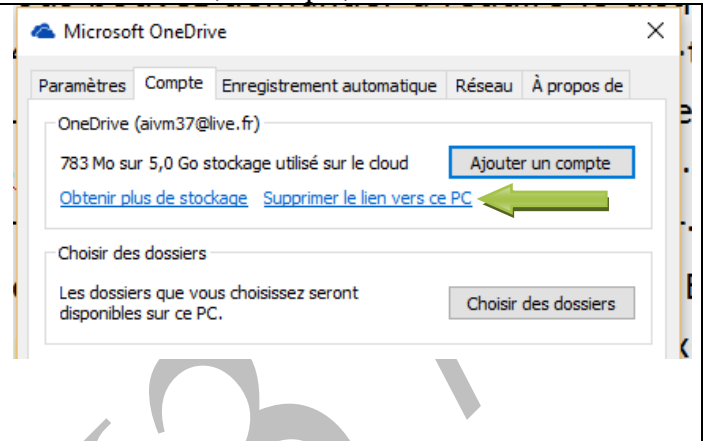 Microsoft OneDrive
Paramètres Compte Enregistrement automatique Réseau À propos de
OneDrive (aivm37@live.fr)
783 Mo sur 5,0 Go stockage utilisé sur le cloud Ajouter un compte
Obtenir plus de stockage Supprimer le lien vers ce PC
Choisir des dossiers
Les dossiers que vous choisissez seront
disponibles sur ce PC.
Choisir des dossiers